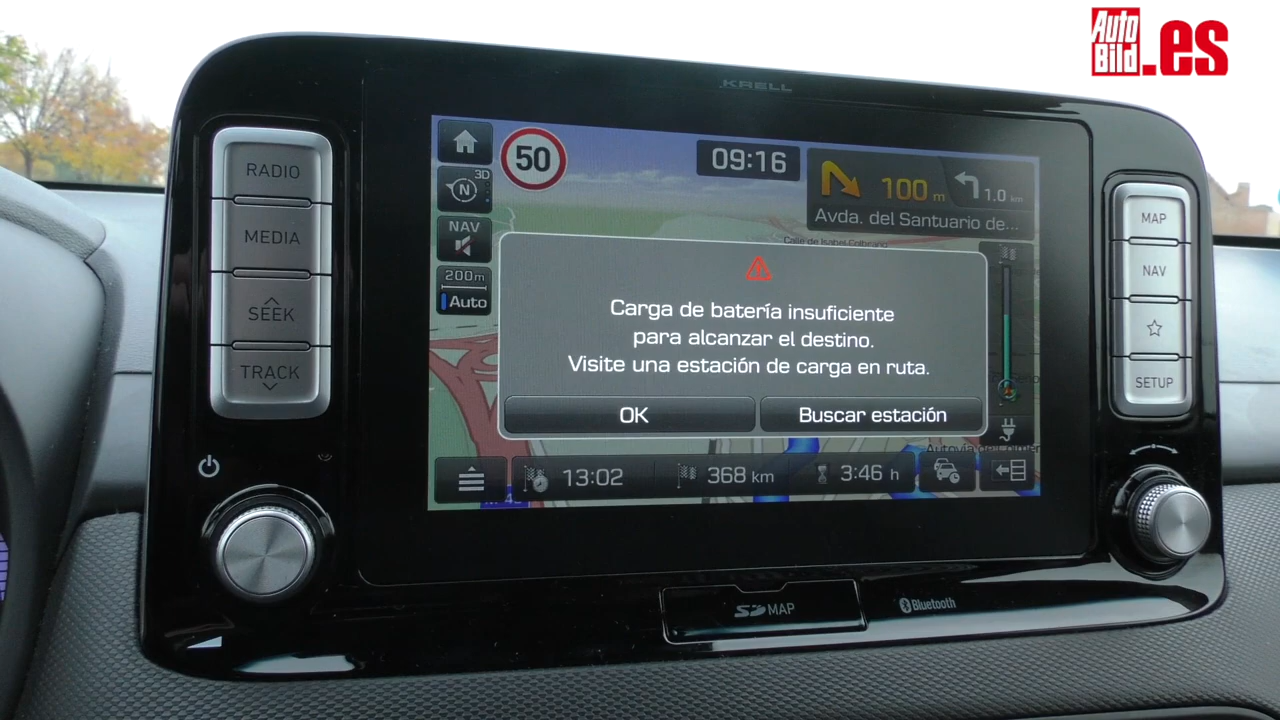 Auto
Bild
.es
KRELL
RADIO
MEDIA
SEEK
TRACK
50
3D
N
NAV
200m
Auto
09:16
100 m
1.0 km
Avda. del Santuario de...
Calle de Isabel Colbrand
Carga de batería insuficiente
para alcanzar el destino.
Visite una estación de carga en ruta.
OK
Buscar estación
13:02
368 km
3:46 h
MAP
NAV
SETUP
SD MAP
Bluetooth